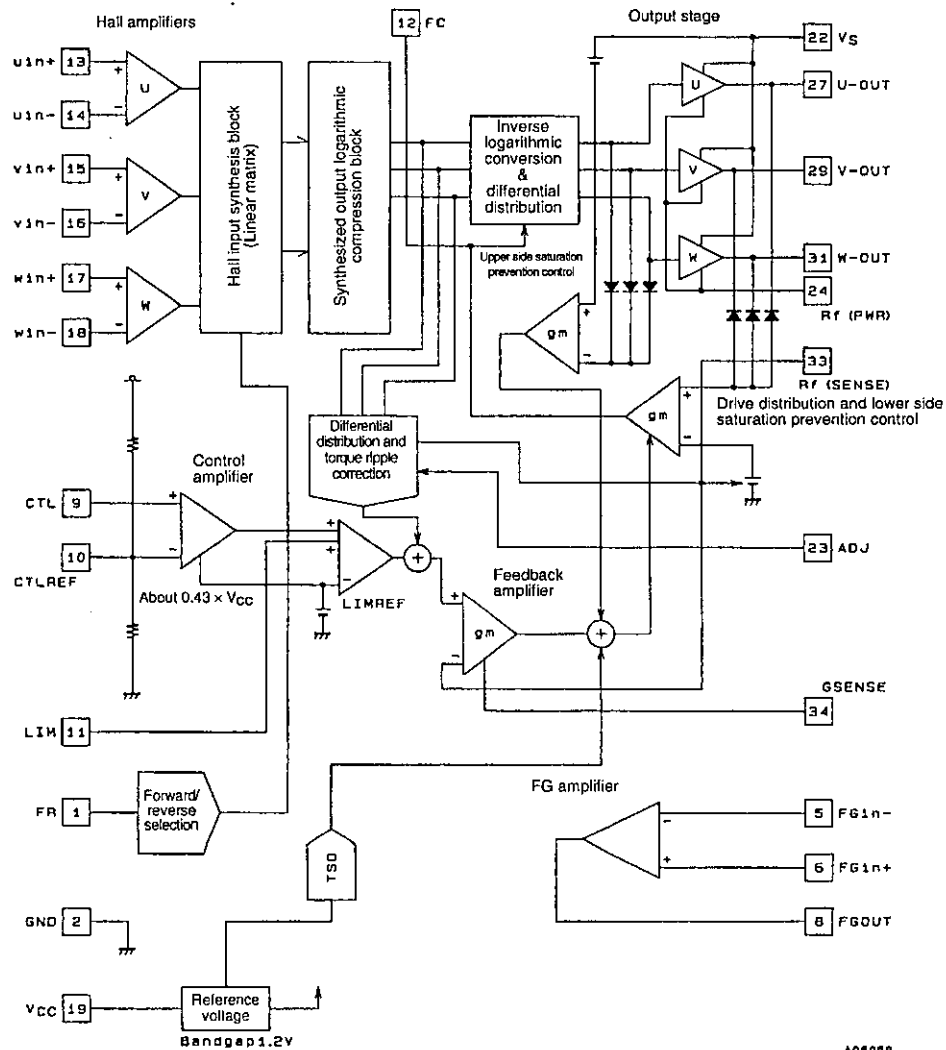 Hall amplifiers
12 FC
Output stage
uin+ 13
uin- 14
vin+ 15
vin- 16
win+ 17
win- 18
+
-
U
+
-
V
+
-
W
Hall input synthesis block
(Linear matrix)
Synthesized output logarithmic
compression block
Inverse
logarithmic
conversion
&
differential
distribution
Upper side saturation
prevention control
U
V
W
22 VS
27 U-OUT
29 V-OUT
31 W-OUT
24
Rf (PWR)
33
Rf (SENSE)
gm
+
-
gm
+
-
Drive distribution and lower side
saturation prevention control
Differential
distribution and
torque ripple
correction
Control
amplifier
CTL 9
10
CTLREF
+
-
About 0.43 × VCC
+
+
-
LIMREF
+
Feedback
amplifier
+
-
gm
+
23 ADJ
GSENSE
34
LIM 11
FR 1
Forward/
reverse
selection
TSD
FG amplifier
-
+
5 FGin-
6 FGin+
8 FGOUT
GND 2
VCC 19
Reference
voltage
Bandgap1.2V